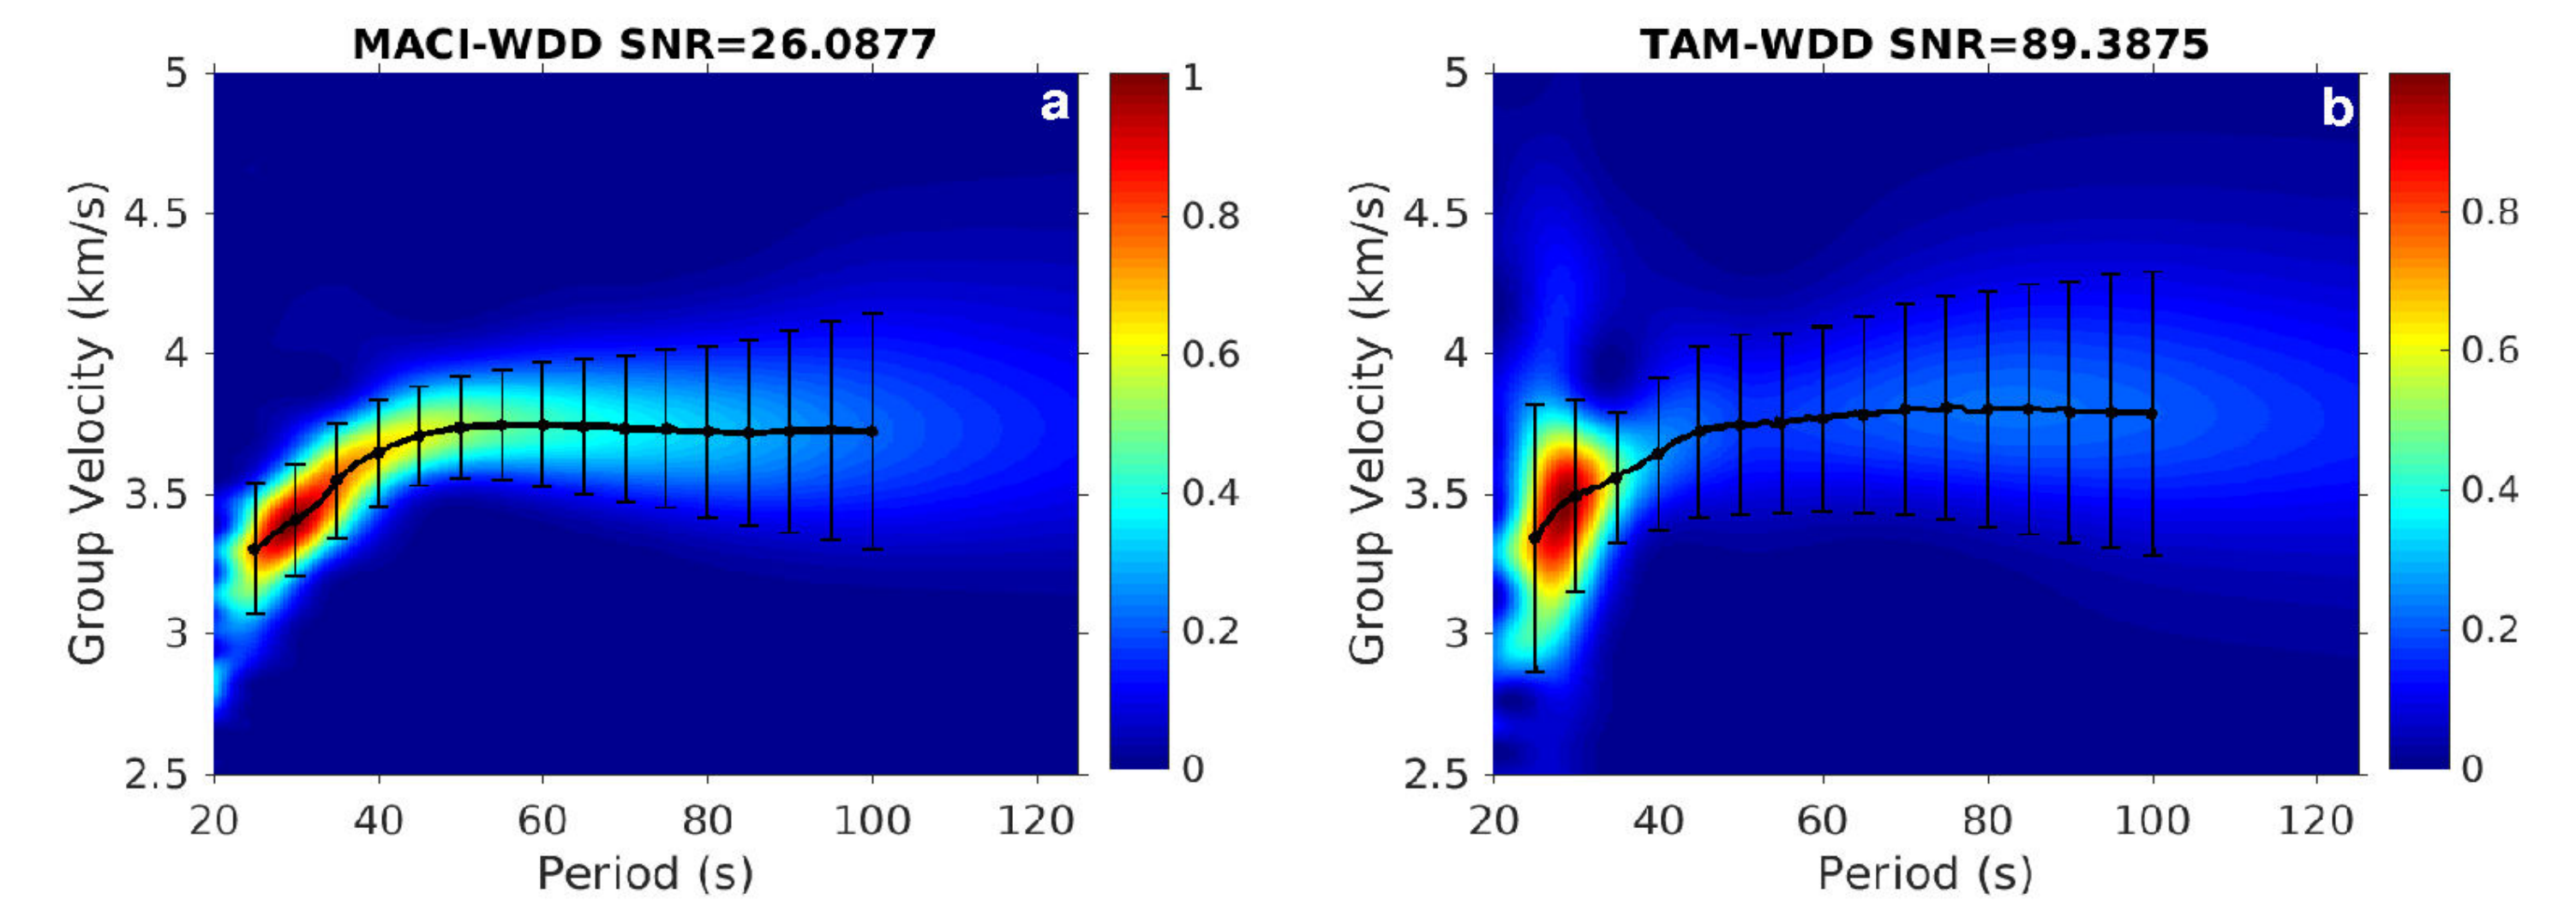 MACI-WDD SNR=26.0877
a
Group Velocity (km/s)
5
4.5
4
3.5
3
2.5
20 40 60 80 100 120
Period (s)
1
0.8
0.6
0.4
0.2
0
TAM-WDD SNR=89.3875
b
Group Velocity (km/s)
5
4.5
4
3.5
3
2.5
20 40 60 80 100 120
Period (s)
0.8
0.6
0.4
0.2
0